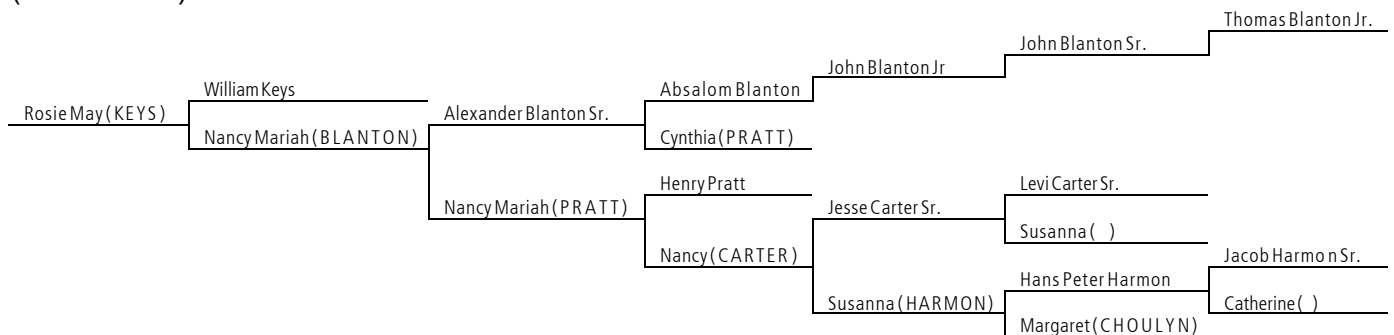 Thomas Blanton Jr.
John Blanton Sr.
John Blanton Jr
William Keys
Absalom Blanton
Rosie May (KEYS)
Alexander Blanton Sr.
Nancy Mariah (BLANTON)
Cynthia (PRATT)
Henry Pratt
Levi Carter Sr.
Nancy Mariah (PRATT)
Jesse Carter Sr.
Susanna ( )
Nancy (CARTER)
Jacob Harmon Sr.
Hans Peter Harmon
Susanna (HARMON)
Catherine ( )
Margaret (CHOULYN)